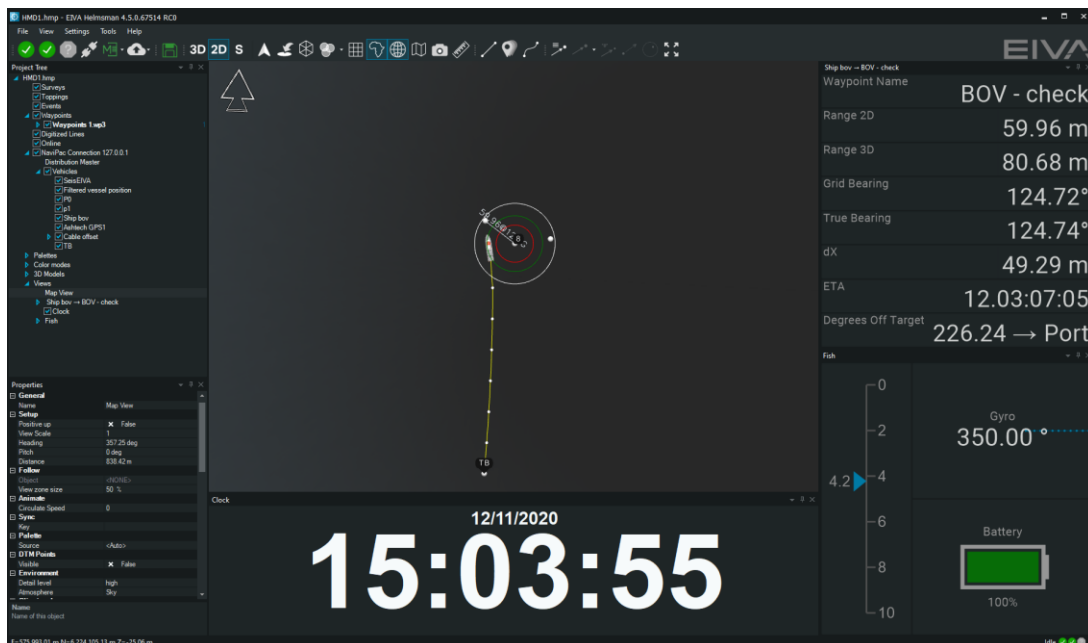 HMD1.hmp - EIVA Helmsman 4.5.0.67514 RC0
File View Settings Tools Help
3D 2D S
EIVA
Project Tree
HMD1.hmp
Surveys
Toppings
Events
Waypoints
Waypoints 1.wp3
Digitized Lines
Online
NaviPac Connection 127.0.0.1
Distribution Master
Vehicles
SeisEIVA
Filtered vessel position
P0
p1
Ship bov
Ashtech GPS1
Cable offset
TB
Palettes
Color modes
3D Models
Views
Map View
Ship bov → BOV - check
Clock
Fish
Properties
General
Name Map View
Setup
Positive up False
View Scale 1
Heading 357.25 deg
Pitch 0 deg
Distance 838.42 m
Follow
Object <NONE>
View zone size 50 %
Animate
Circulate Speed 0
Sync
Key
Palette
Source <Auto>
DTM Points
Visible False
Environment
Detail level high
Atmosphere Sky
Name
Name of this object
B
TB
Clock
12/11/2020
15:03:55
Ship bov → BOV - check
Waypoint Name
BOV - check
Range 2D
59.96 m
Range 3D
80.68 m
Grid Bearing
124.72°
True Bearing
124.74°
dX
49.29 m
ETA
12.03:07:05
Degrees Off Target
226.24 → Port
Fish
0
2
4.2
4
6
8
10
Gyro
350.00 °
Battery
100%
Idle